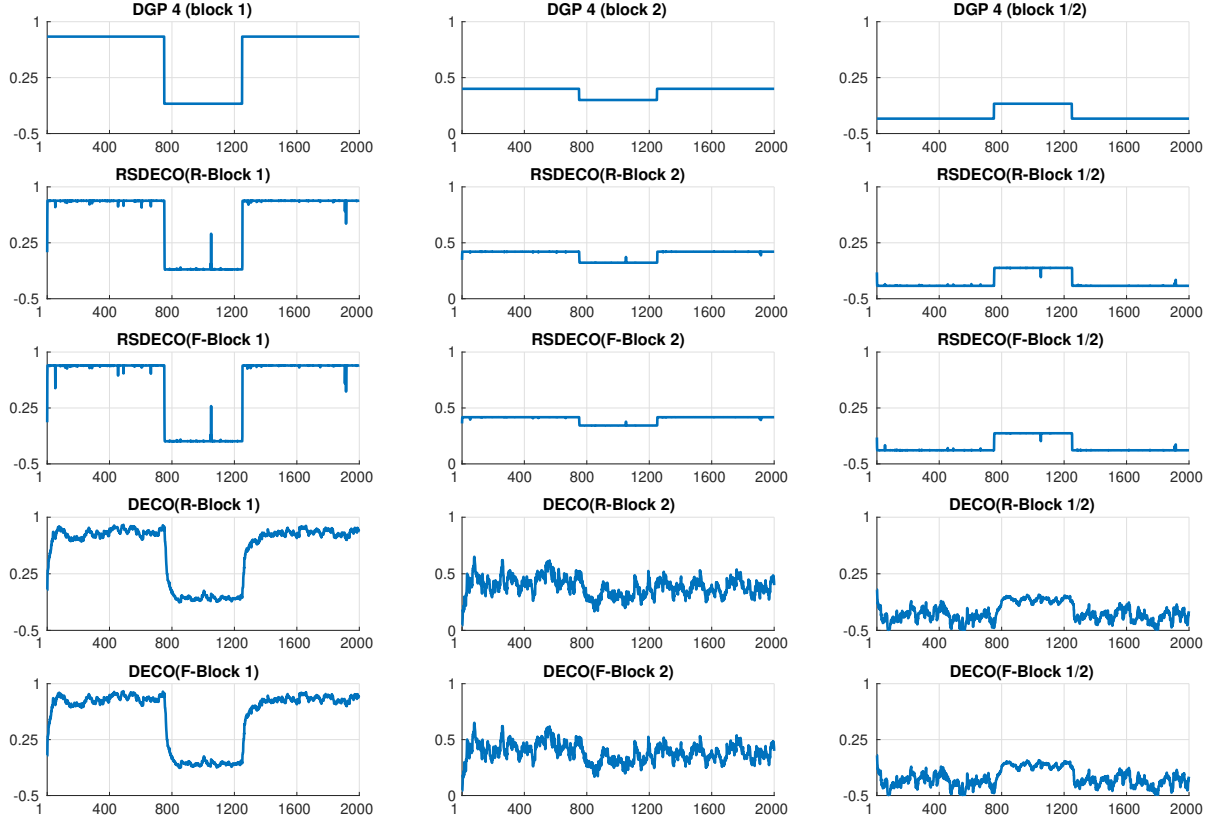 DGP 4 (block 1) DGP 4 (block 2) DGP 4 (block 1/2)
1 1 1
0.25 0.5 0.25
-0.5 0 -0.5
1 400 800 1200 1600 2000 1 400 800 1200 1600 2000 1 400 800 1200 1600 2000
RSDECO(R-Block 1) RSDECO(R-Block 2) RSDECO(R-Block 1/2)
1 1 1
0.25 0.5 0.25
-0.5 0 -0.5
1 400 800 1200 1600 2000 1 400 800 1200 1600 2000 1 400 800 1200 1600 2000
RSDECO(F-Block 1) RSDECO(F-Block 2) RSDECO(F-Block 1/2)
1 1 1
0.25 0.5 0.25
-0.5 0 -0.5
1 400 800 1200 1600 2000 1 400 800 1200 1600 2000 1 400 800 1200 1600 2000
DECO(R-Block 1) DECO(R-Block 2) DECO(R-Block 1/2)
1 1 1
0.25 0.5 0.25
-0.5 0 -0.5
1 400 800 1200 1600 2000 1 400 800 1200 1600 2000 1 400 800 1200 1600 2000
DECO(F-Block 1) DECO(F-Block 2) DECO(F-Block 1/2)
1 1 1
0.25 0.5 0.25
-0.5 0 -0.5
1 400 800 1200 1600 2000 1 400 800 1200 1600 2000 1 400 800 1200 1600 2000